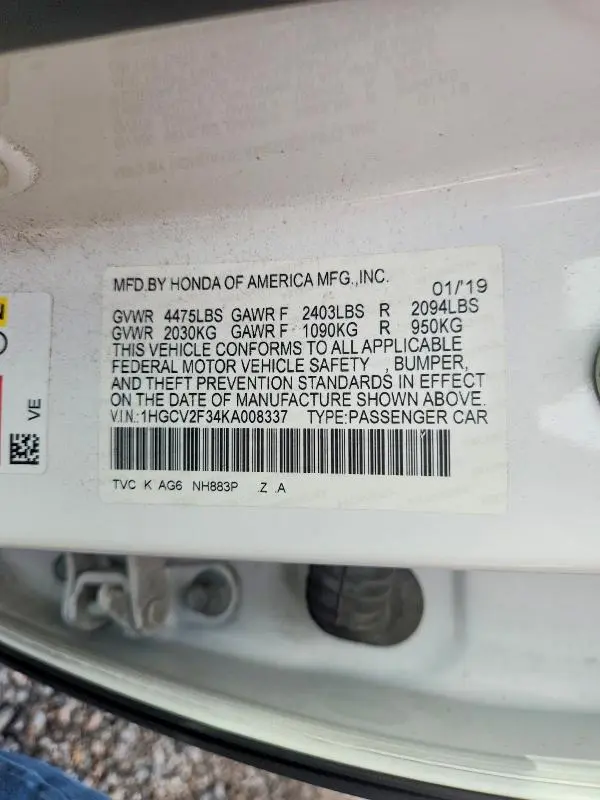 MFD.BY HONDA OF AMERICA MFG.,INC. 01/'19
GVWR 4475LBS GAWR F 2403LBS R 2094LBS
GVWR 2030KG GAWR F 1090KG R 950KG
THIS VEHICLE CONFORMS TO ALL APPLICABLE
FEDERAL MOTOR VEHICLE SAFETY , BUMPER,
AND THEFT PREVENTION STANDARDS IN EFFECT
ON THE DATE OF MANUFACTURE SHOWN ABOVE.
V.I.N.:1HGCV2F34KA008337 TYPE:PASSENGER CAR
TVC K AG6 NH883P .Z .A
VE